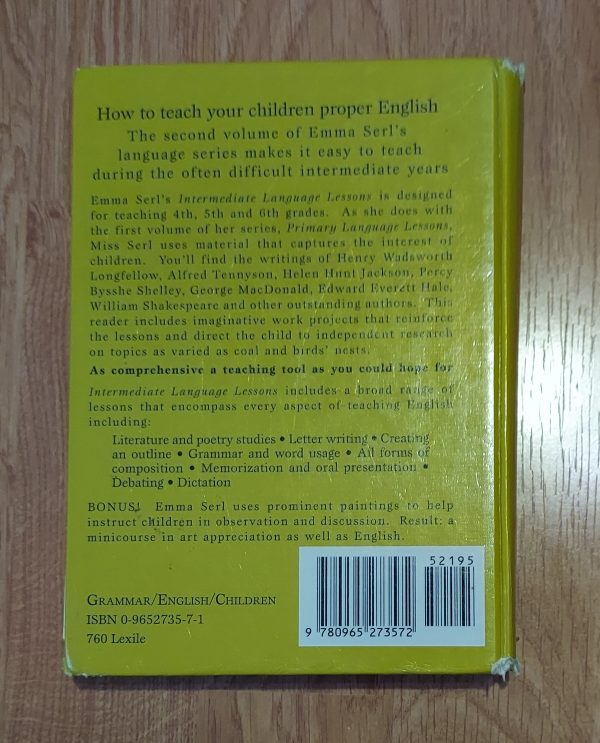 How to teach your children proper English
The second volume of Emma Serl's
language series makes it easy to teach
during the often difficult intermediate years
Emma Serl's Intermediate Language Lessons is designed
for teaching 4th, 5th and 6th grades. As she does with
the first volume of her series, Primary Language Lessons,
Miss Serl uses material that captures the interest of
children. You'll find the writings of Henry Wadsworth
Longfellow, Alfred Tennyson, Helen Hunt Jackson, Percy
Bysshe Shelley, George MacDonald, Edward Everett Hale,
William Shakespeare and other outstanding authors. This
reader includes imaginative work projects that reinforce
the lessons and direct the child to independent research
on topics as varied as coal and birds' nests.
As comprehensive a teaching tool as you could hope for
Intermediate Language Lessons includes a broad range of
lessons that encompass every aspect of teaching English
including:
Literature and poetry studies • Letter writing • Creating
an outline • Grammar and word usage • All forms of
composition • Memorization and oral presentation •
Debating • Dictation
BONUS! Emma Serl uses prominent paintings to help
instruct children in observation and discussion. Result: a
minicourse in art appreciation as well as English.
52195
GRAMMAR/ENGLISH/CHILDREN
ISBN 0-9652735-7-1
760 Lexile
9 780965 273572